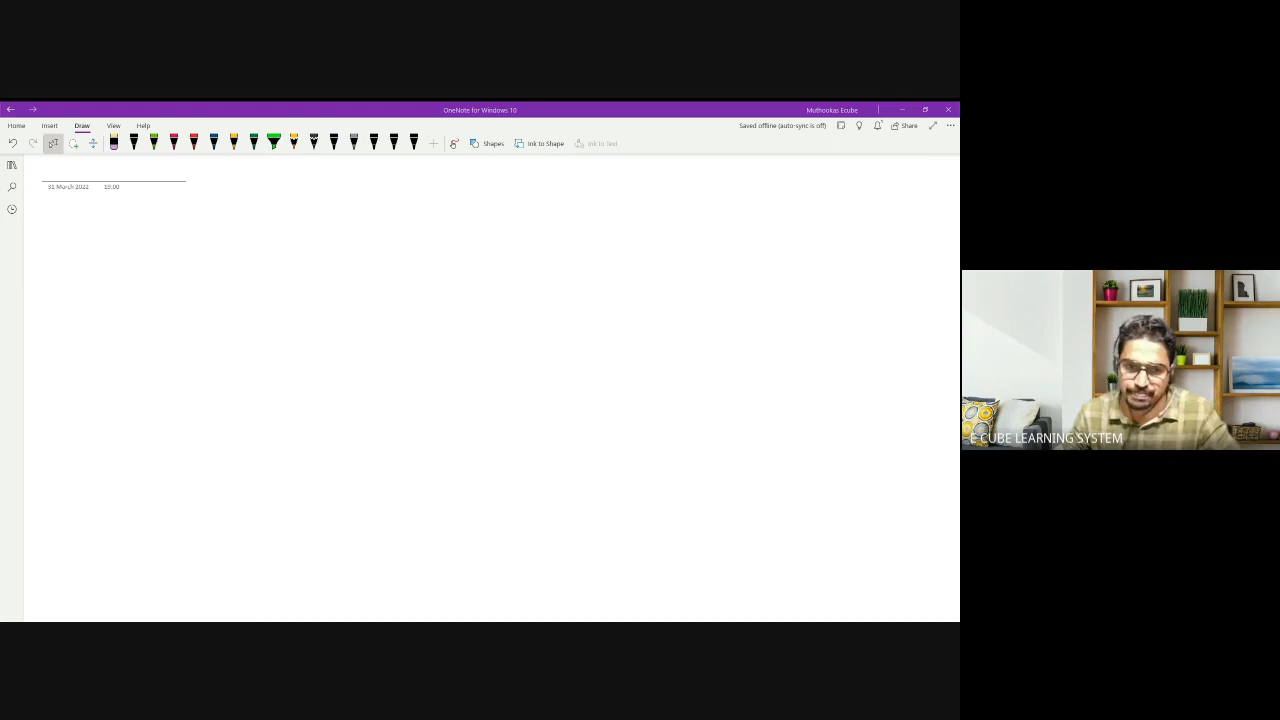 OneNote for Windows 10
Muthookas Ecube
Home Insert Draw View Help
Saved offline (auto-sync is off)
Share
Shapes
Ink to Shape
Ink to Text
31 March 2022 19:00
E CUBE LEARNING SYSTEM